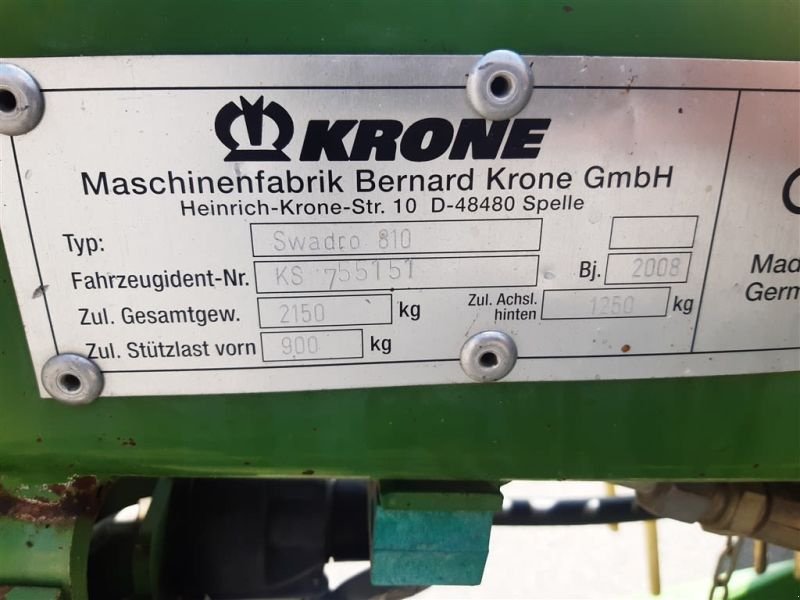 KRONE
Maschinenfabrik Bernard Krone GmbH
Heinrich-Krone-Str. 10 D-48480 Spelle
Typ: Swadro 810
Fahrzeugident-Nr. KS 755151 Bj. 2008
Zul. Gesamtgew. 2150 kg Zul. Achsl. hinten 1250 kg
Zul. Stützlast vorn 900 kg
Mad
Germ